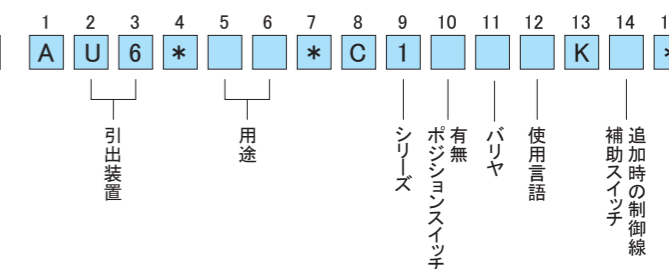 1 2 3 4 5 6 7 8 9 10 11 12 13 14 1
A U 6 * * C 1 K *
引出装置
用途
シリーズ
ポジションスイッチ
有無
バリヤ
使用言語
補助スイッチ
追加時の制御線